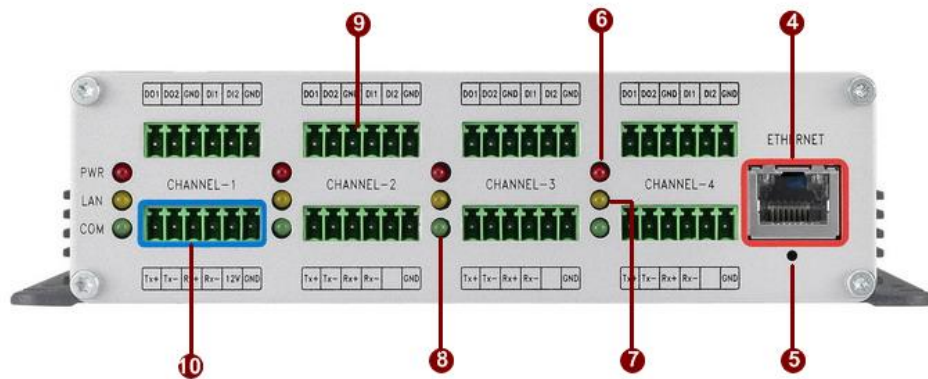 9 6 4
DO1 DO2 GND DI1 DI2 GND DO1 DO2 GND DI1 DI2 GND DO1 DO2 GND DI1 DI2 GND DO1 DO2 GND DI1 DI2 GND
ETHERNET
PWR
CHANNEL-1 CHANNEL-2 CHANNEL-3 CHANNEL-4
LAN
COM
Tx+ Tx- Rx+ Rx- 12V GND Tx+ Tx- Rx+ Rx- GND Tx+ Tx- Rx+ Rx- GND Tx+ Tx- Rx+ Rx- GND
10 8 7 5